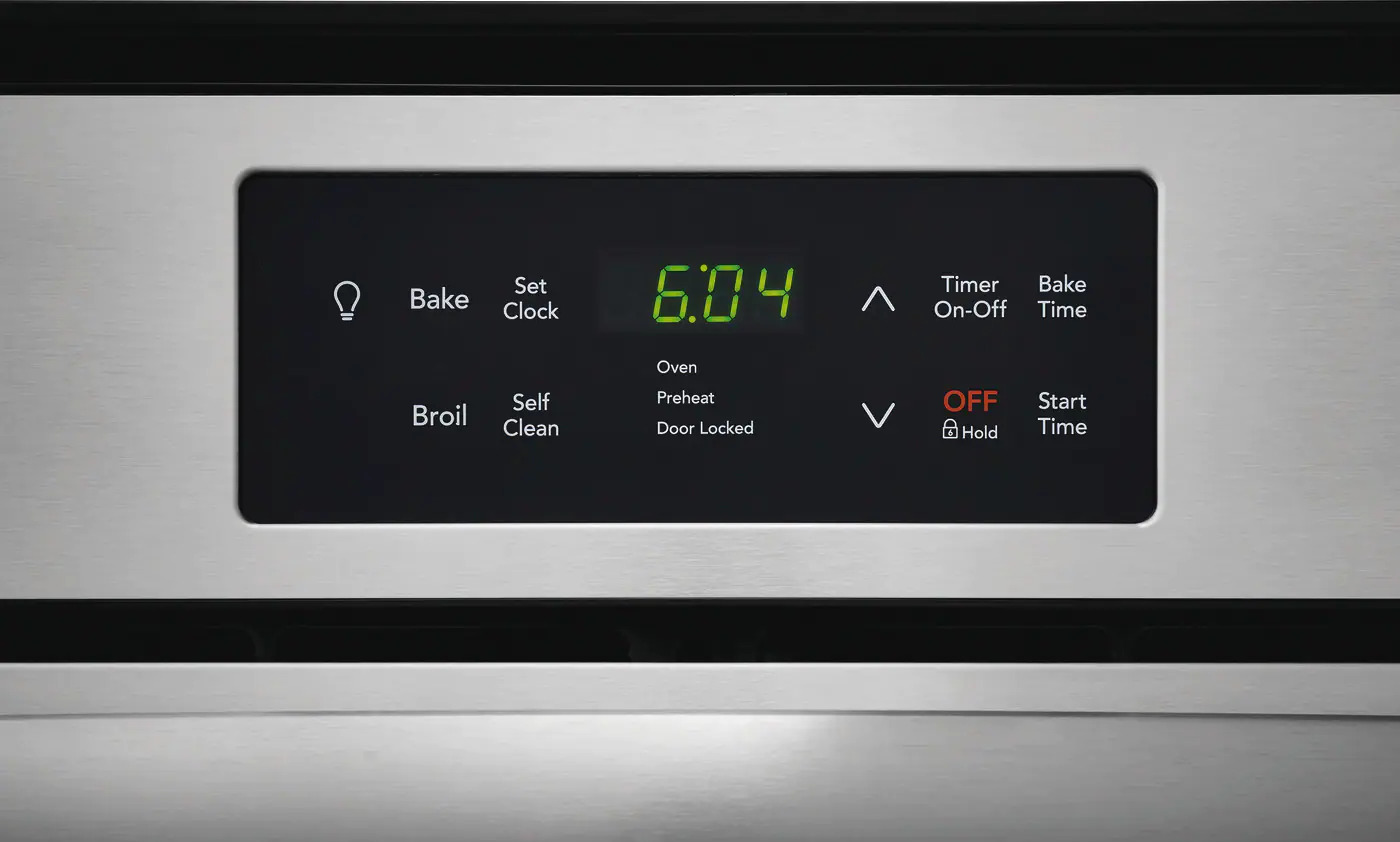 Bake
Set
Clock
6:04
Timer
On-Off
Bake
Time
Oven
Preheat
Door Locked
Broil
Self
Clean
OFF
Hold
Start
Time